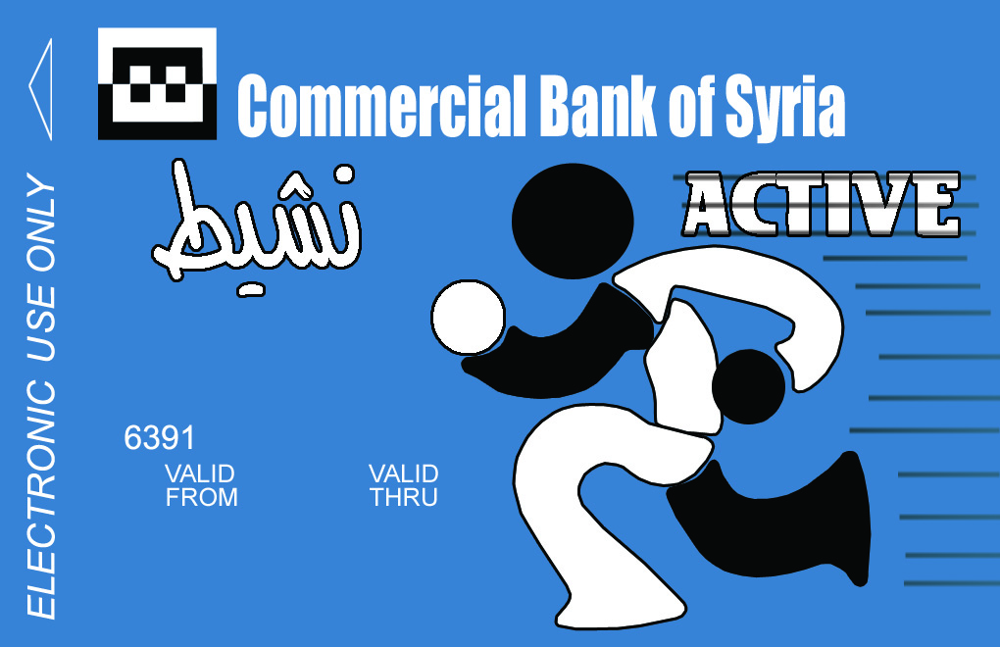 Commercial Bank of Syria
نشيط
ACTIVE
ELECTRONIC USE ONLY
6391
VALID FROM
VALID THRU